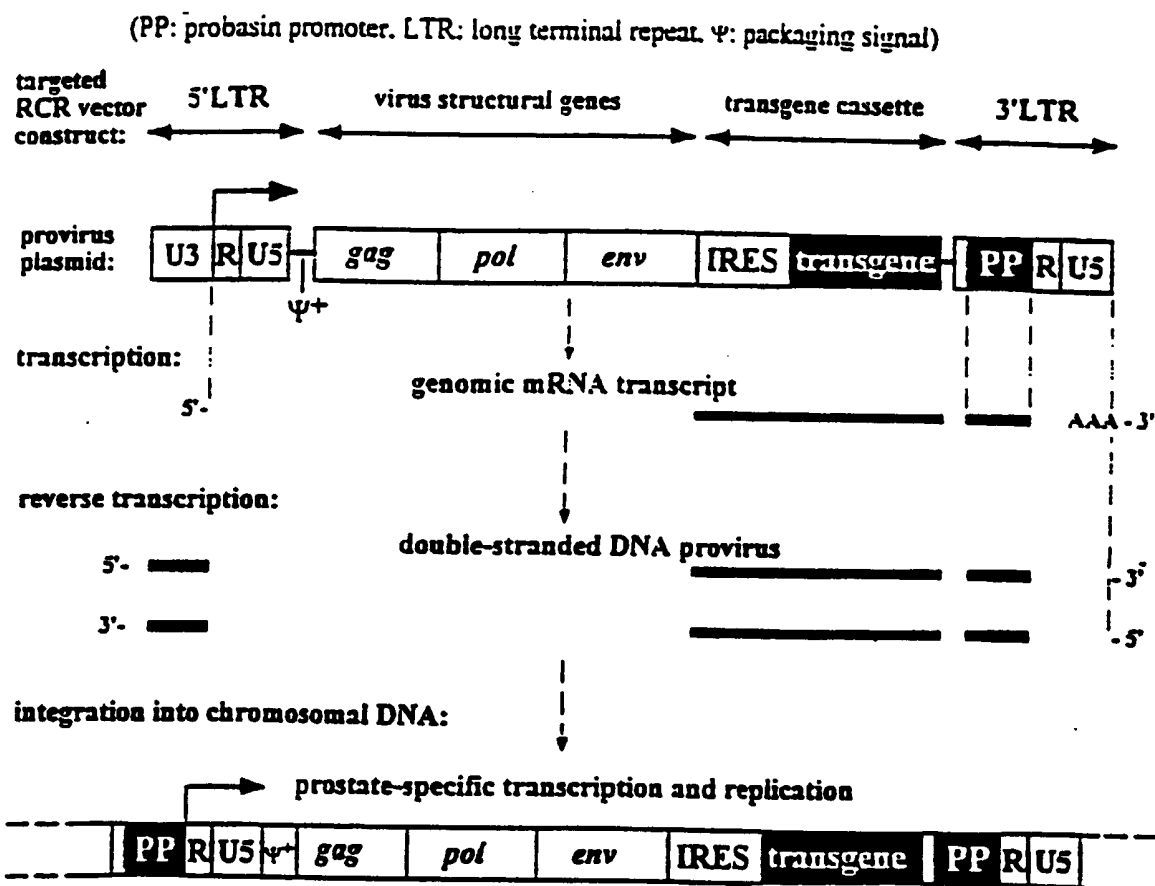 (PP: probasin promoter. LTR: long terminal repeat. Ψ: packaging signal)
targeted
RCR vector
construct:
5'LTR
virus structural genes
transgene cassette
3'LTR
provirus
plasmid:
U3 R U5 gag pol env IRES transgene PP R U5
Ψ+
transcription:
genomic mRNA transcript
5'-
AAA - 3'
reverse transcription:
double-stranded DNA provirus
5'-
-3'
3'-
-5'
integration into chromosomal DNA:
prostate-specific transcription and replication
PP R U5 Ψ+ gag pol env IRES transgene PP R U5